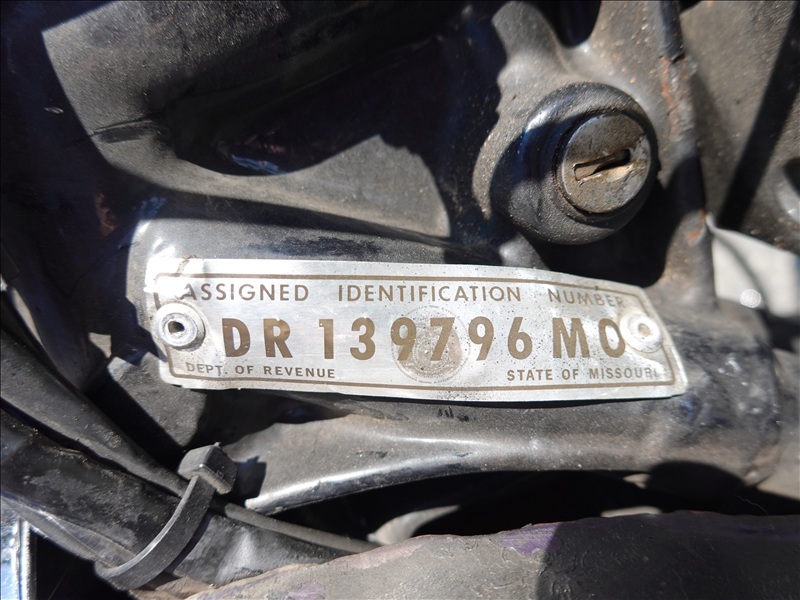 ASSIGNED IDENTIFICATION NUMBER
DR 139796 MO
DEPT. OF REVENUE STATE OF MISSOURI